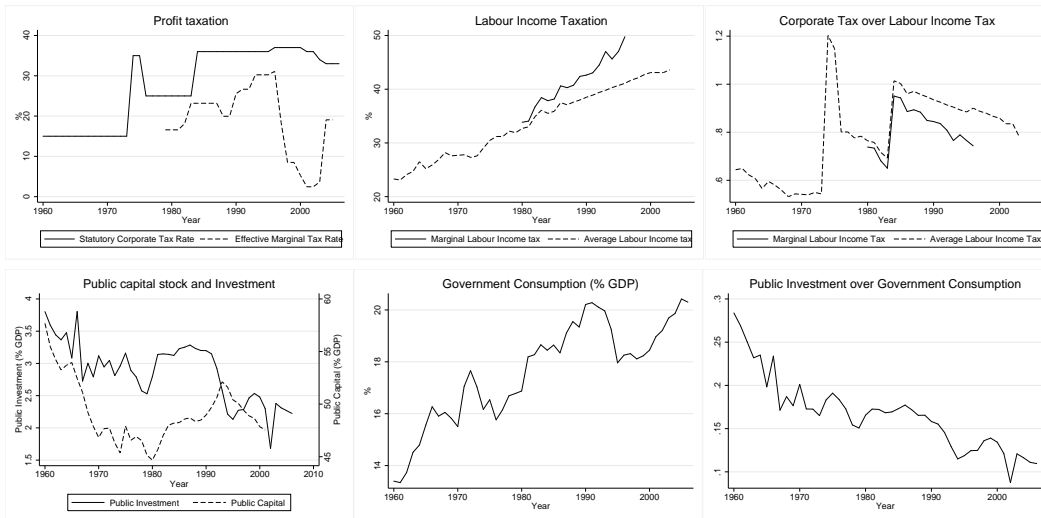 Profit taxation
%
0 10 20 30 40
1960 1970 1980 1990 2000
Year
Statutory Corporate Tax Rate Effective Marginal Tax Rate
Labour Income Taxation
%
20 30 40 50
1960 1970 1980 1990 2000
Year
Marginal Labour Income tax Average Labour Income tax
Corporate Tax over Labour Income Tax
.6 .8 1 1.2
1960 1970 1980 1990 2000
Year
Marginal Labour Income Tax Average Labour Income Tax
Public capital stock and Investment
Public Investment (% GDP)
1.5 2 2.5 3 3.5 4
Public Capital (% GDP)
45 50 55 60
1960 1970 1980 1990 2000 2010
Year
Public Investment Public Capital
Government Consumption (% GDP)
%
14 16 18 20
1960 1970 1980 1990 2000
Year
Public Investment over Government Consumption
.1 .15 .2 .25 .3
1960 1970 1980 1990 2000
Year